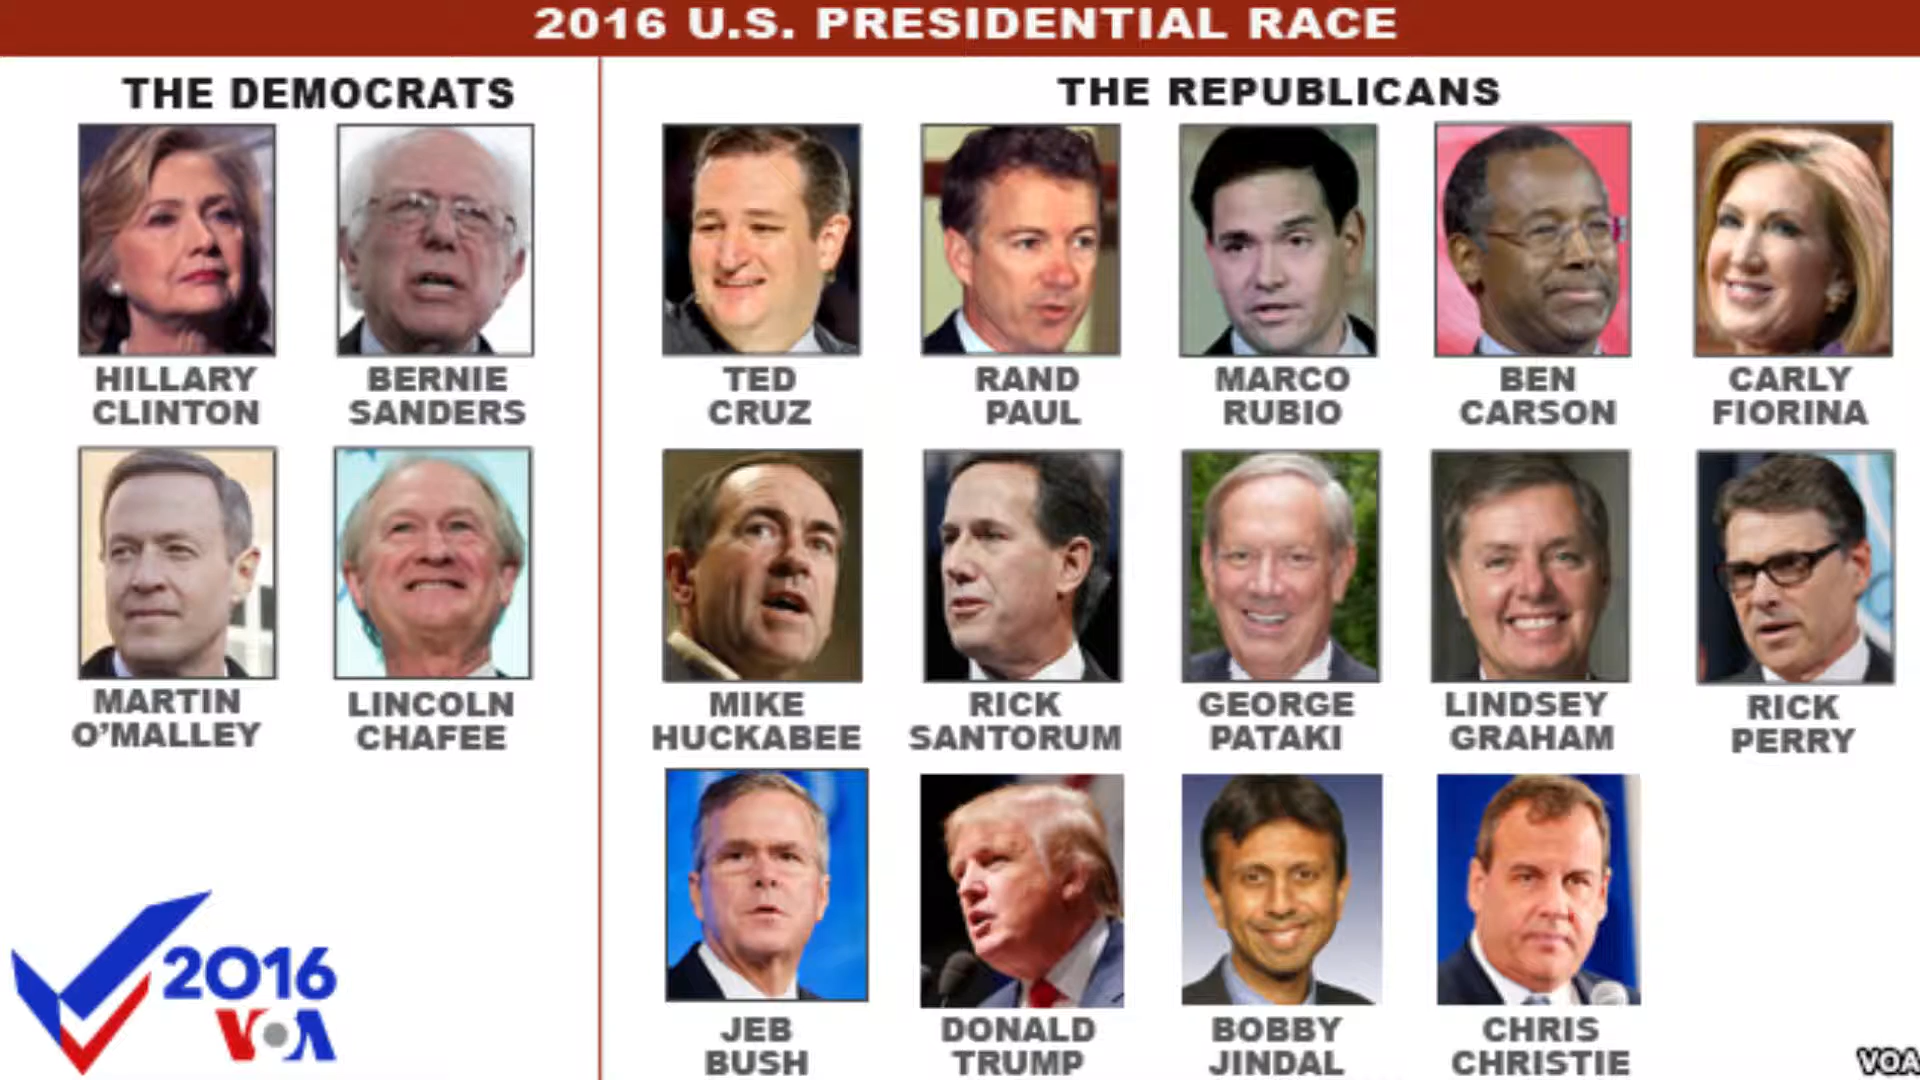 2016 U.S. PRESIDENTIAL RACE
THE DEMOCRATS
HILLARY
CLINTON
BERNIE
SANDERS
MARTIN
O’MALLEY
LINCOLN
CHAFEE
2016
VOA
THE REPUBLICANS
TED
CRUZ
RAND
PAUL
MARCO
RUBIO
BEN
CARSON
CARLY
FIORINA
MIKE
HUCKABEE
RICK
SANTORUM
GEORGE
PATAKI
LINDSEY
GRAHAM
RICK
PERRY
JEB
BUSH
DONALD
TRUMP
BOBBY
JINDAL
CHRIS
CHRISTIE
VOA